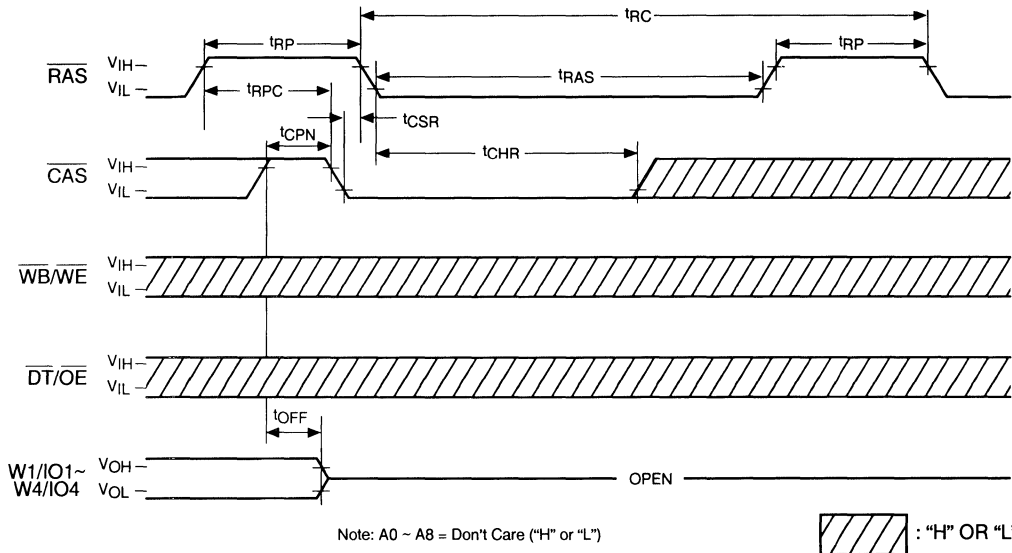 tRC
tRP
tRP
RAS
VIH
VIL
tRAS
tRPC
tCSR
tCPN
tCHR
CAS
VIH
VIL
WB/WE
VIH
VIL
DT/OE
VIH
VIL
tOFF
W1/IO1~
W4/IO4
VOH
VOL
OPEN
Note: A0 ~ A8 = Don't Care ("H" or "L")
: "H" OR "L"